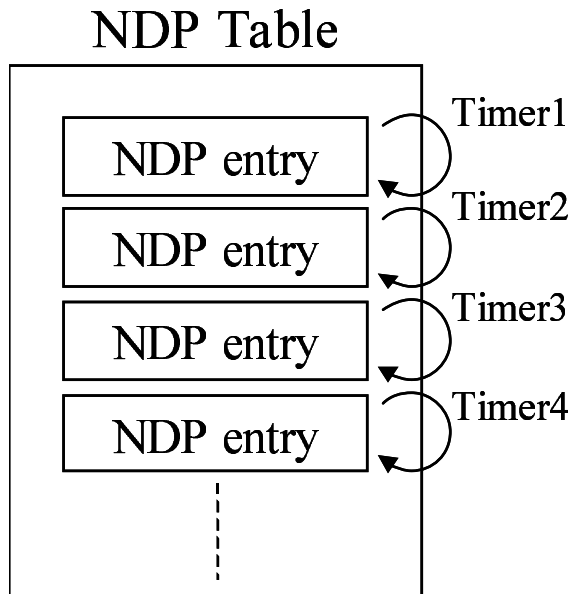 NDP Table
Timer1
NDP entry
Timer2
NDP entry
Timer3
NDP entry
Timer4
NDP entry